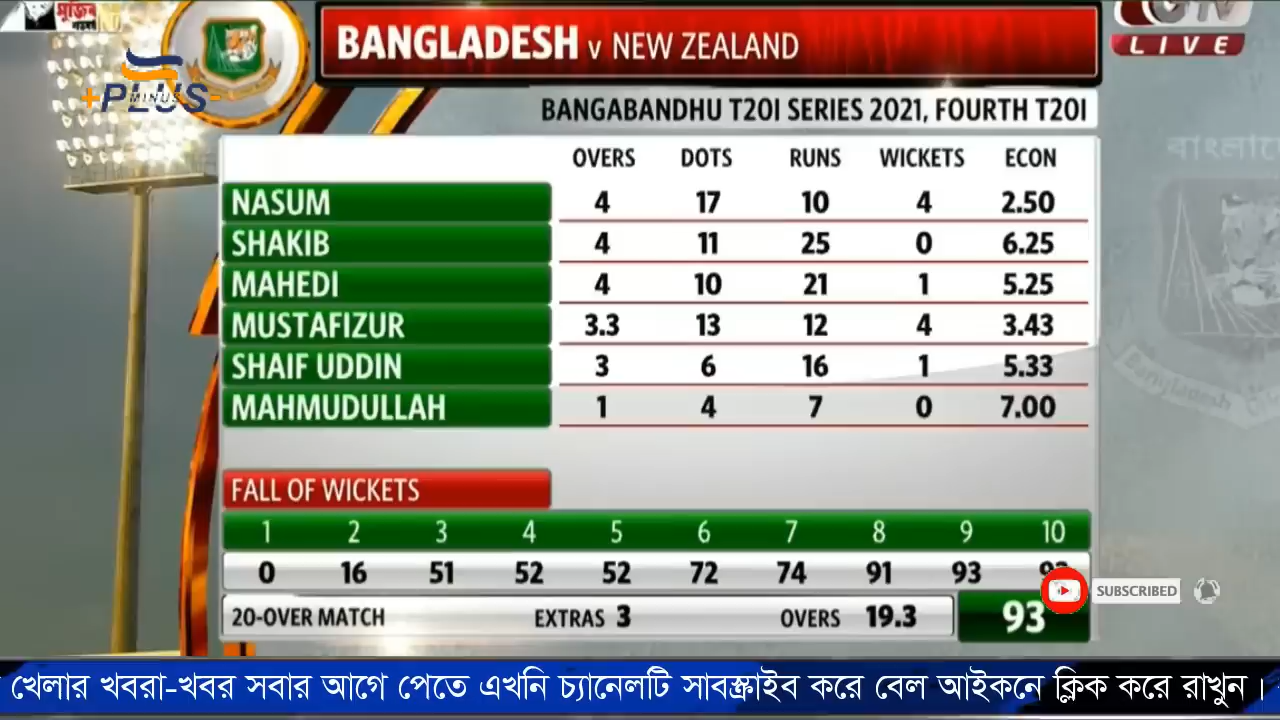 BANGLADESH v NEW ZEALAND
LIVE
+PLUS-
MINUS
BANGABANDHU T20I SERIES 2021, FOURTH T20I
OVERS DOTS RUNS WICKETS ECON
NASUM 4 17 10 4 2.50
SHAKIB 4 11 25 0 6.25
MAHEDI 4 10 21 1 5.25
MUSTAFIZUR 3.3 13 12 4 3.43
SHAIF UDDIN 3 6 16 1 5.33
MAHMUDULLAH 1 4 7 0 7.00
FALL OF WICKETS
1 2 3 4 5 6 7 8 9 10
0 16 51 52 52 72 74 91 93
SUBSCRIBED
20-OVER MATCH EXTRAS 3 OVERS 19.3 93
খেলার খবরা-খবর সবার আগে পেতে এখনি চ্যানেলটি সাবস্ক্রাইব করে বেল আইকনে ক্লিক করে রাখুন।